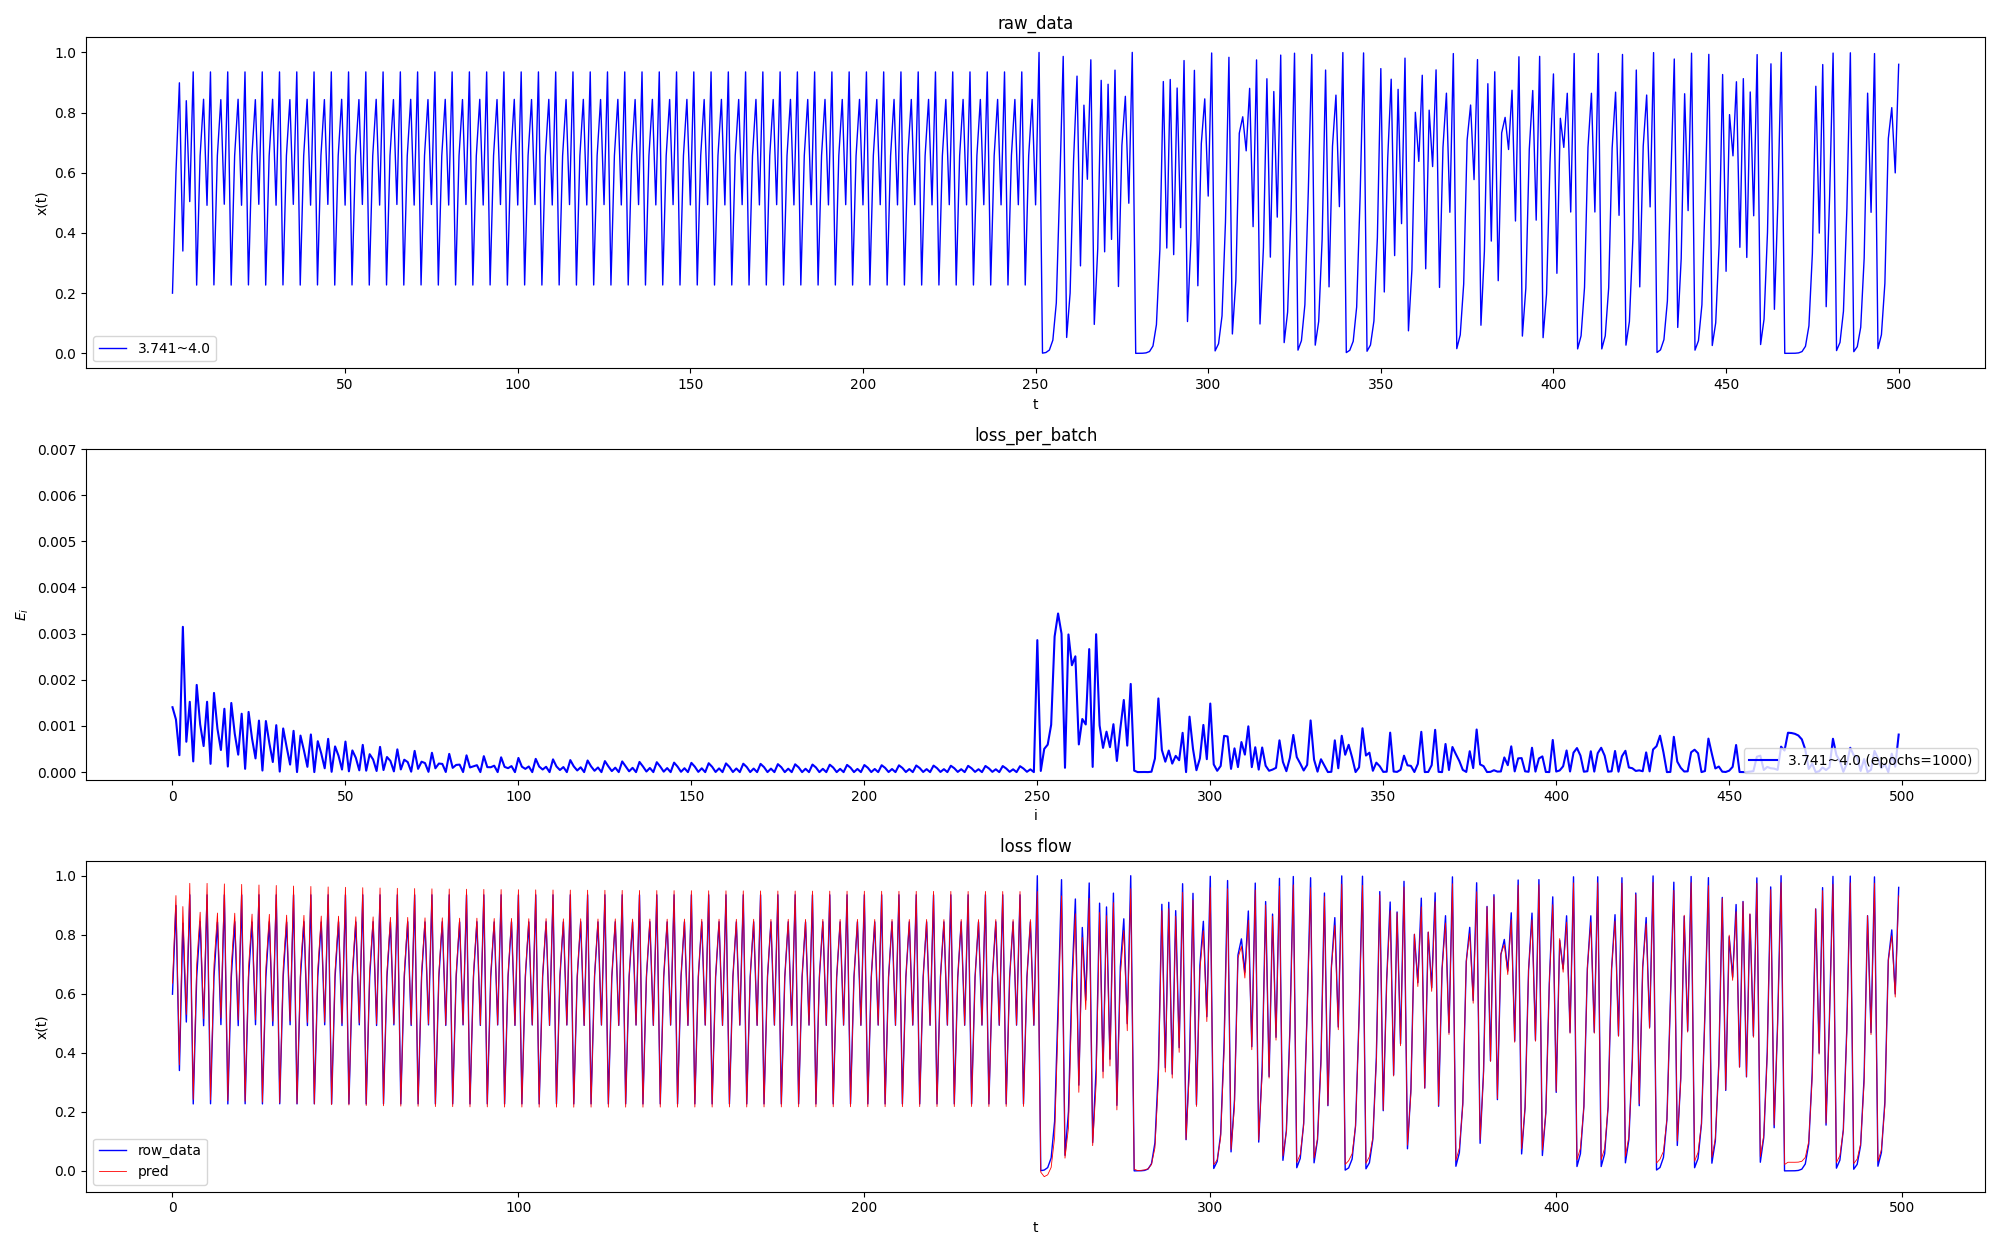 raw_data
1.0
0.8
0.6
0.4
0.2
0.0
x(t)
3.741~4.0
50 100 150 200 250 300 350 400 450 500
t
loss_per_batch
0.007
0.006
0.005
0.004
0.003
0.002
0.001
0.000
E_i
3.741~4.0 (epochs=1000)
0 50 100 150 200 250 300 350 400 450 500
i
loss flow
1.0
0.8
0.6
0.4
0.2
0.0
x(t)
row_data
pred
0 100 200 300 400 500
t